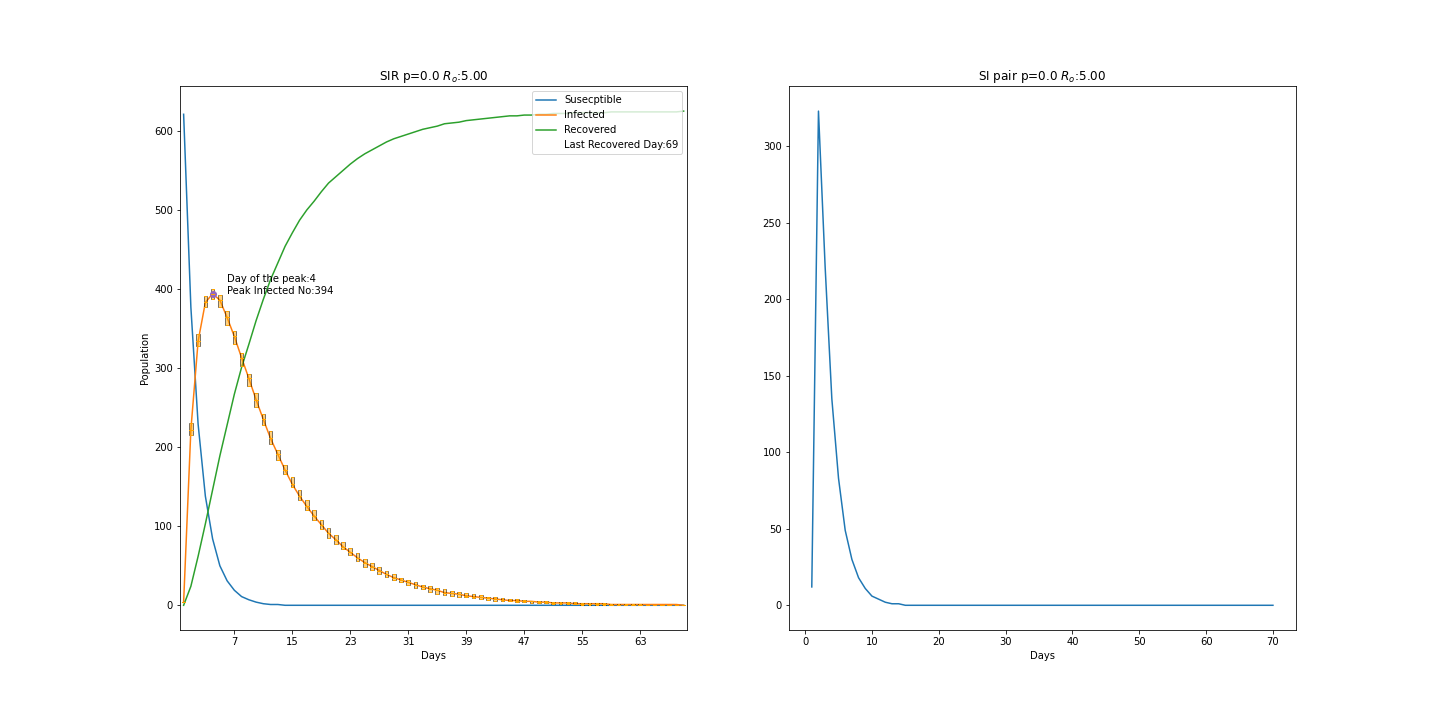 SIR p=0.0 Rₒ:5.00
Susecptible
Infected
Recovered
Last Recovered Day:69
Day of the peak:4
Peak Infected No:394
Population
600
500
400
300
200
100
0
7 15 23 31 39 47 55 63
Days
SI pair p=0.0 Rₒ:5.00
300
250
200
150
100
50
0
0 10 20 30 40 50 60 70
Days